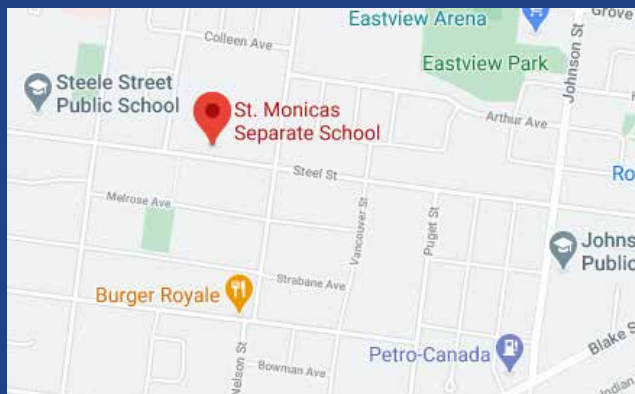 Eastview Arena
Grove
Colleen Ave
Johnson St
Eastview Park
Steele Street
Public School
St. Monicas
Separate School
Arthur Ave
Steel St
Ro
Melrose Ave
Vancouver St
Puget St
Johns
Public
Strabane Ave
Burger Royale
Petro-Canada
Blake S
Nelson St
Bowman Ave
Indian